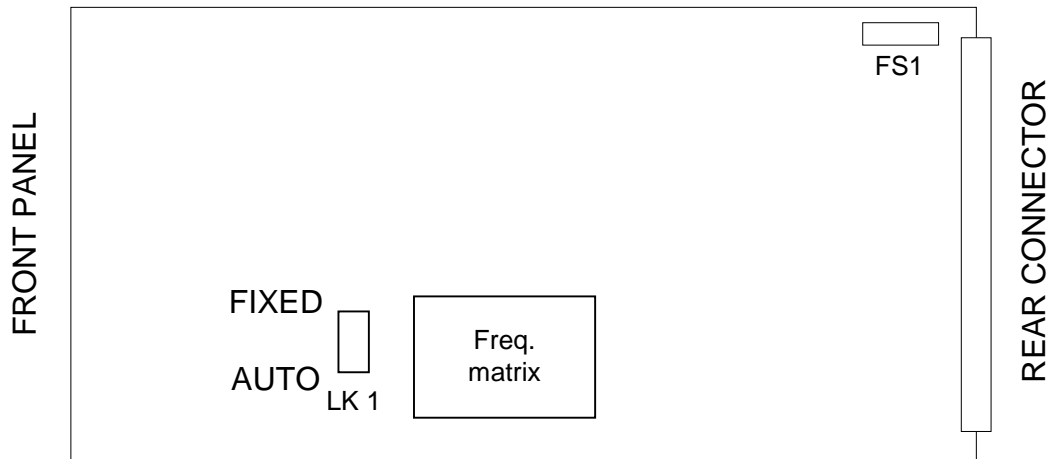 FRONT PANEL
FS1
REAR CONNECTOR
FIXED
AUTO
LK 1
Freq.
matrix